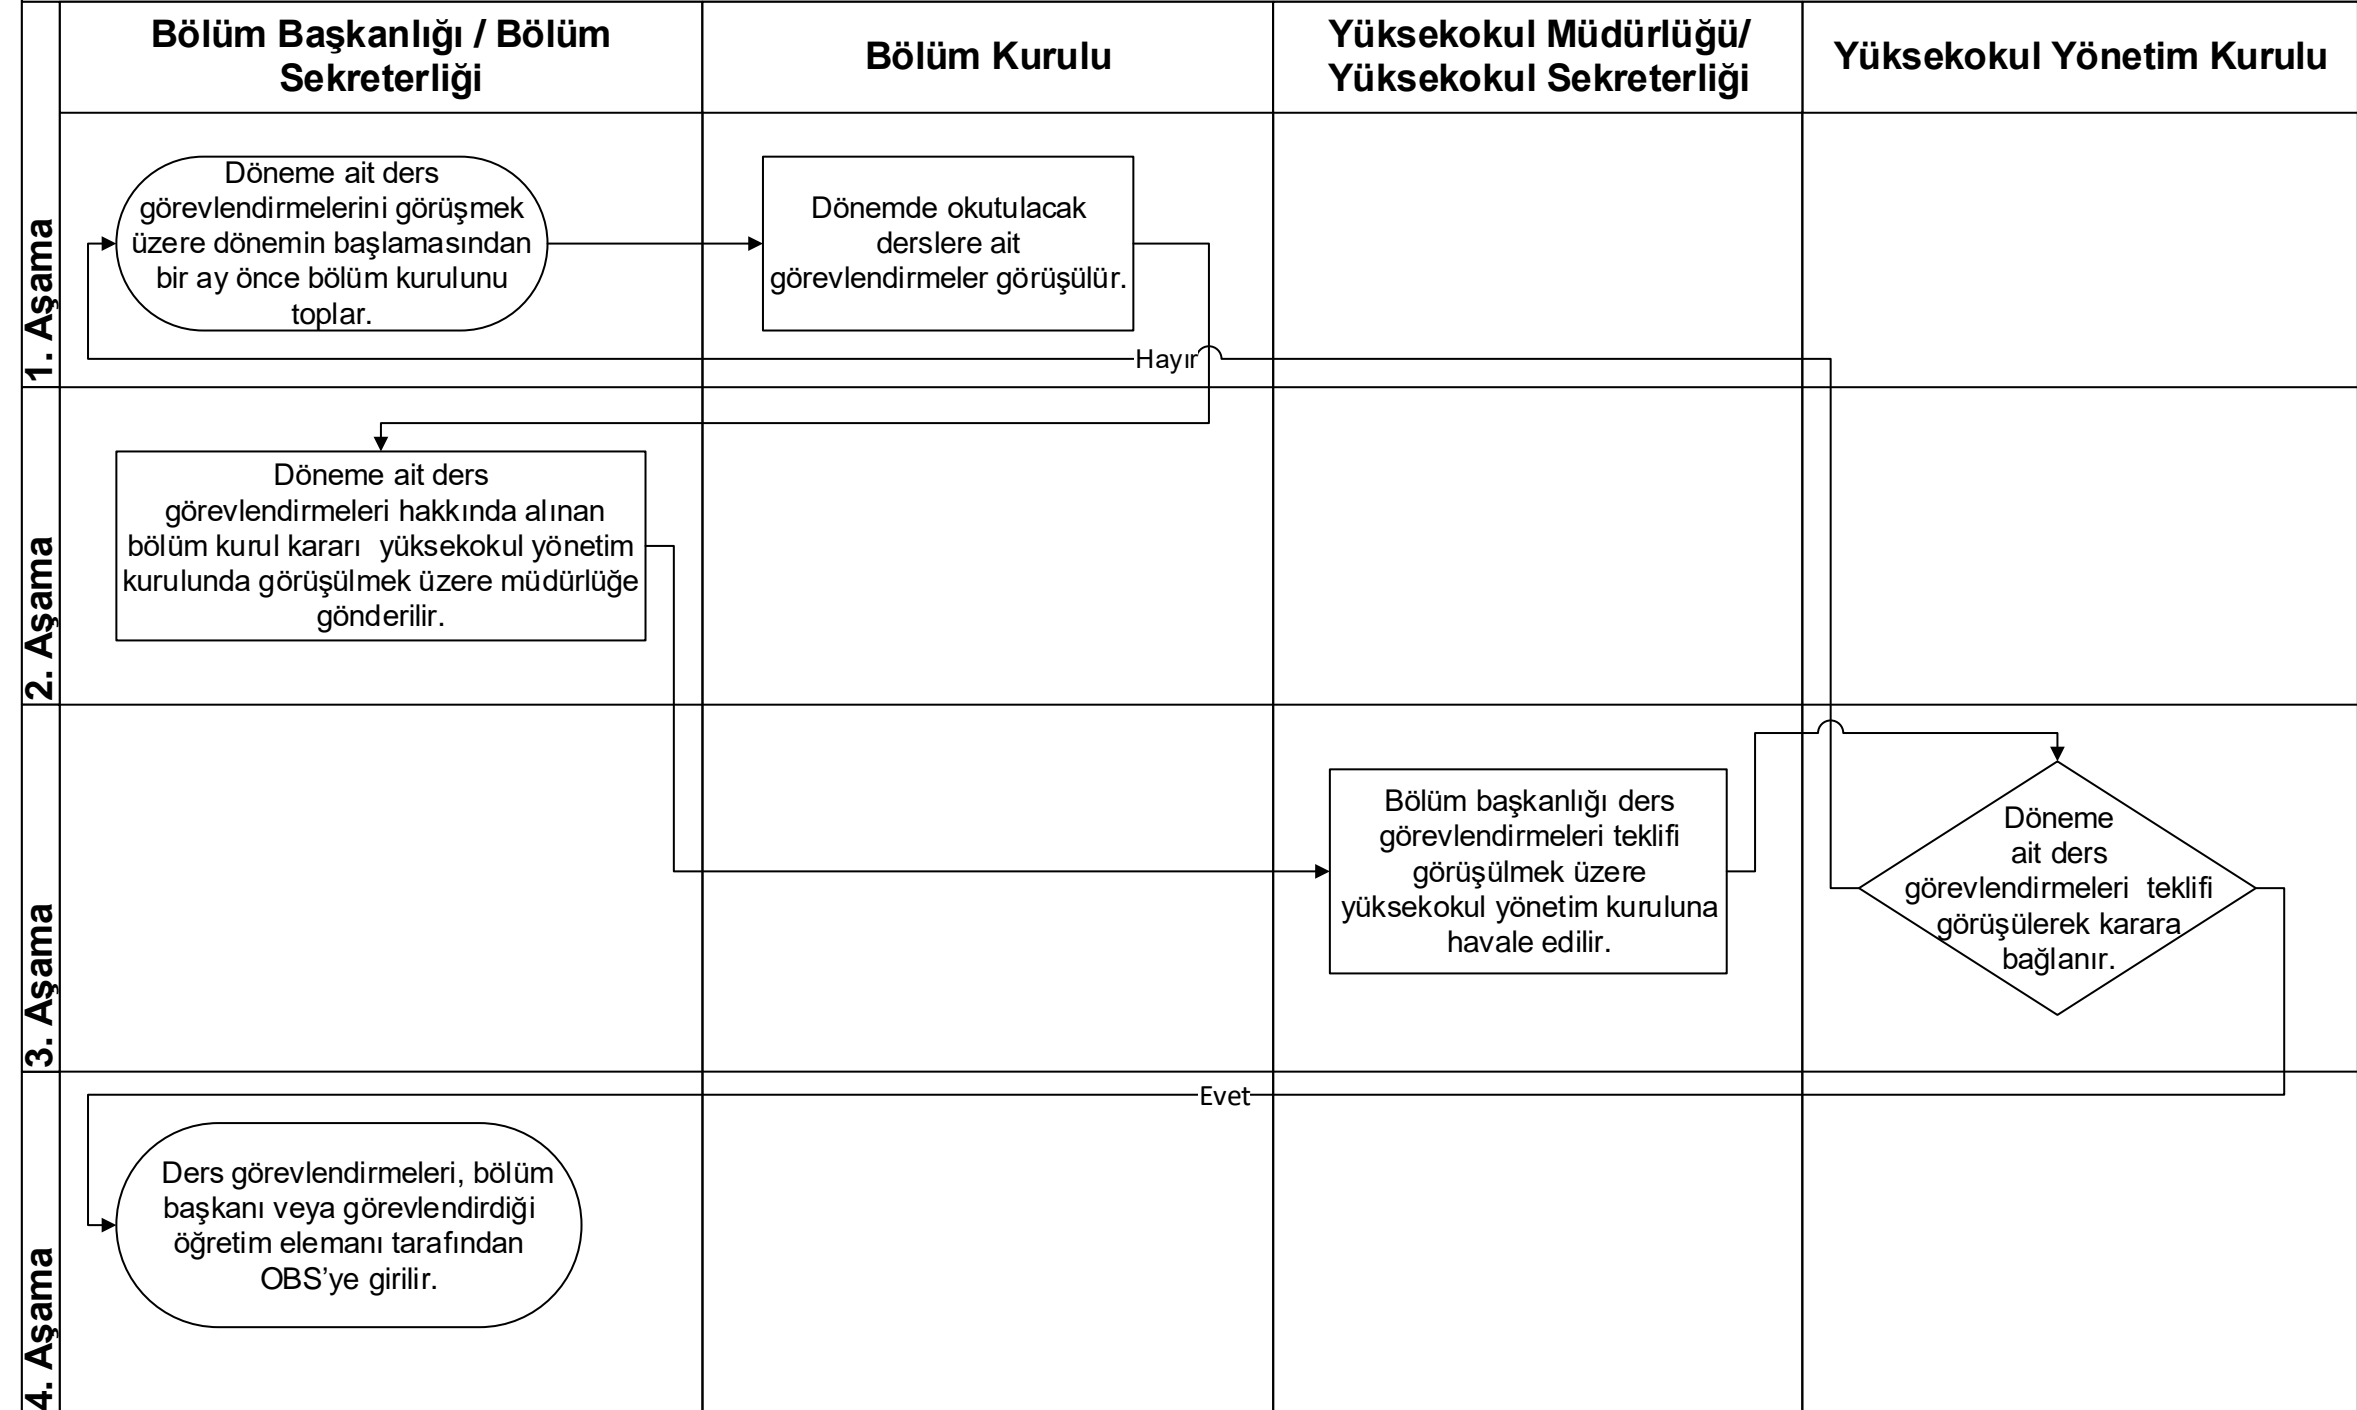 Bölüm Başkanlığı / Bölüm
Sekreterliği
Bölüm Kurulu
Yüksekokul Müdürlüğü/
Yüksekokul Sekreterliği
Yüksekokul Yönetim Kurulu
1. Aşama
Döneme ait ders
görevlendirmelerini görüşmek
üzere dönemin başlamasından
bir ay önce bölüm kurulunu
toplar.
Dönemde okutulacak
derslere ait
görevlendirmeler görüşülür.
Hayır
2. Aşama
Döneme ait ders
görevlendirmeleri hakkında alınan
bölüm kurul kararı  yüksekokul yönetim
kurulunda görüşülmek üzere müdürlüğe
gönderilir.
3. Aşama
Bölüm başkanlığı ders
görevlendirmeleri teklifi
görüşülmek üzere
yüksekokul yönetim kuruluna
havale edilir.
Döneme
ait ders
görevlendirmeleri  teklifi
görüşülerek karara
bağlanır.
Evet
4. Aşama
Ders görevlendirmeleri, bölüm
başkanı veya görevlendirdiği
öğretim elemanı tarafından
OBS’ye girilir.